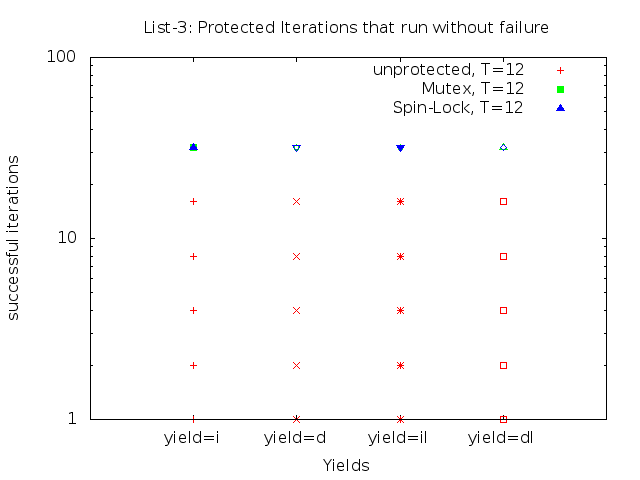 List-3: Protected Iterations that run without failure
100
10
1
successful iterations
unprotected, T=12
Mutex, T=12
Spin-Lock, T=12
yield=i
yield=d
yield=il
yield=dl
Yields